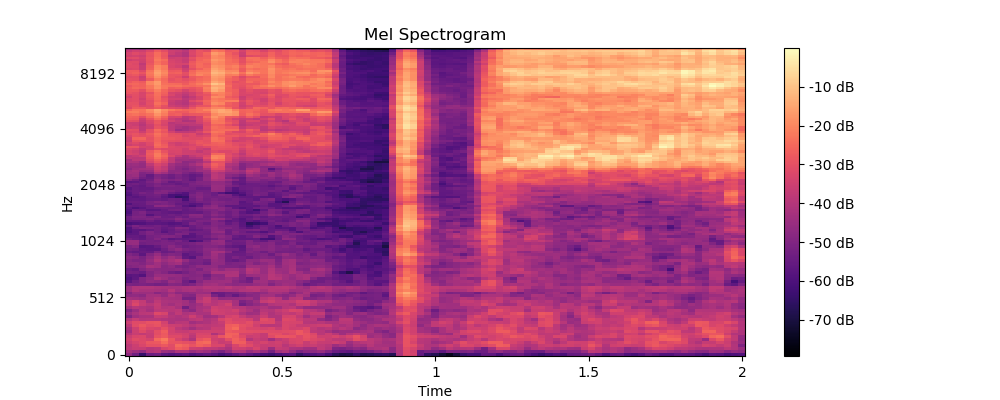 Mel Spectrogram
Hz
8192
4096
2048
1024
512
0
0
0.5
1
1.5
2
Time
-10 dB
-20 dB
-30 dB
-40 dB
-50 dB
-60 dB
-70 dB